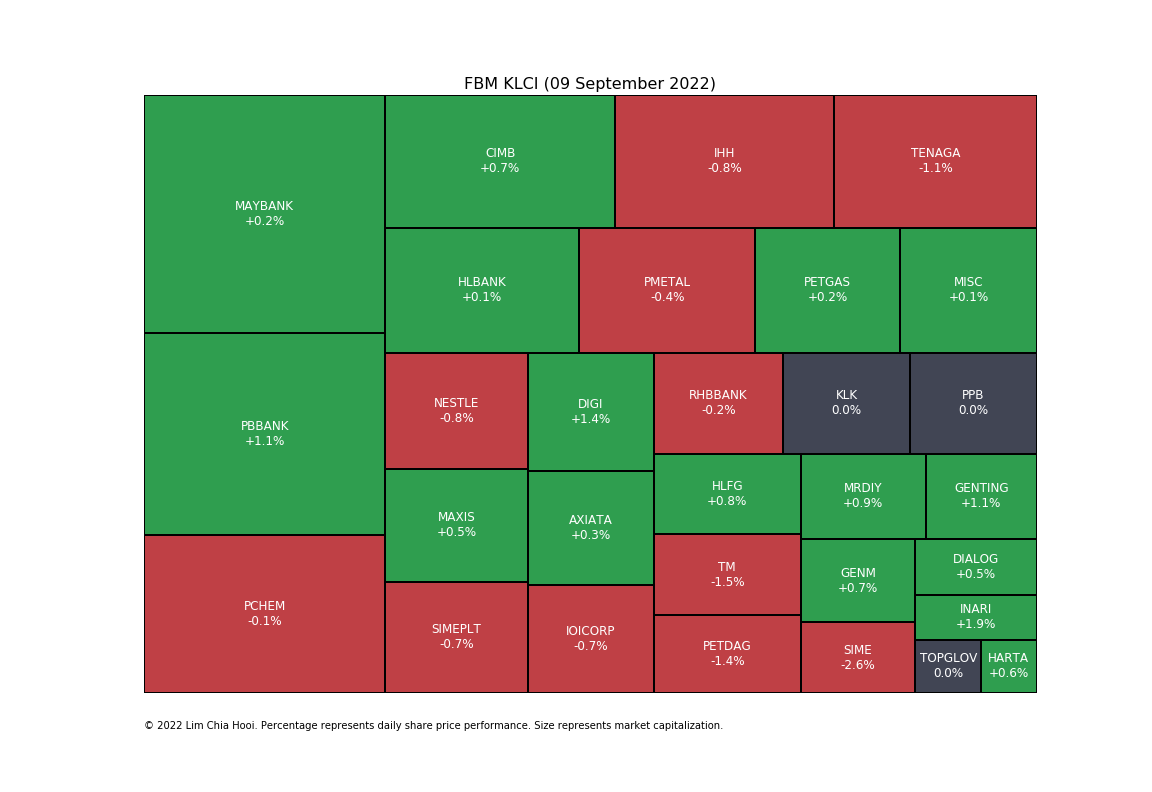 FBM KLCI (09 September 2022)
MAYBANK
+0.2%
CIMB
+0.7%
IHH
-0.8%
TENAGA
-1.1%
HLBANK
+0.1%
PMETAL
-0.4%
PETGAS
+0.2%
MISC
+0.1%
PBBANK
+1.1%
NESTLE
-0.8%
DIGI
+1.4%
RHBBANK
-0.2%
KLK
0.0%
PPB
0.0%
HLFG
+0.8%
MRDIY
+0.9%
GENTING
+1.1%
MAXIS
+0.5%
AXIATA
+0.3%
TM
-1.5%
GENM
+0.7%
DIALOG
+0.5%
INARI
+1.9%
PCHEM
-0.1%
SIMEPLT
-0.7%
IOICORP
-0.7%
PETDAG
-1.4%
SIME
-2.6%
TOPGLOV
0.0%
HARTA
+0.6%
© 2022 Lim Chia Hooi. Percentage represents daily share price performance. Size represents market capitalization.